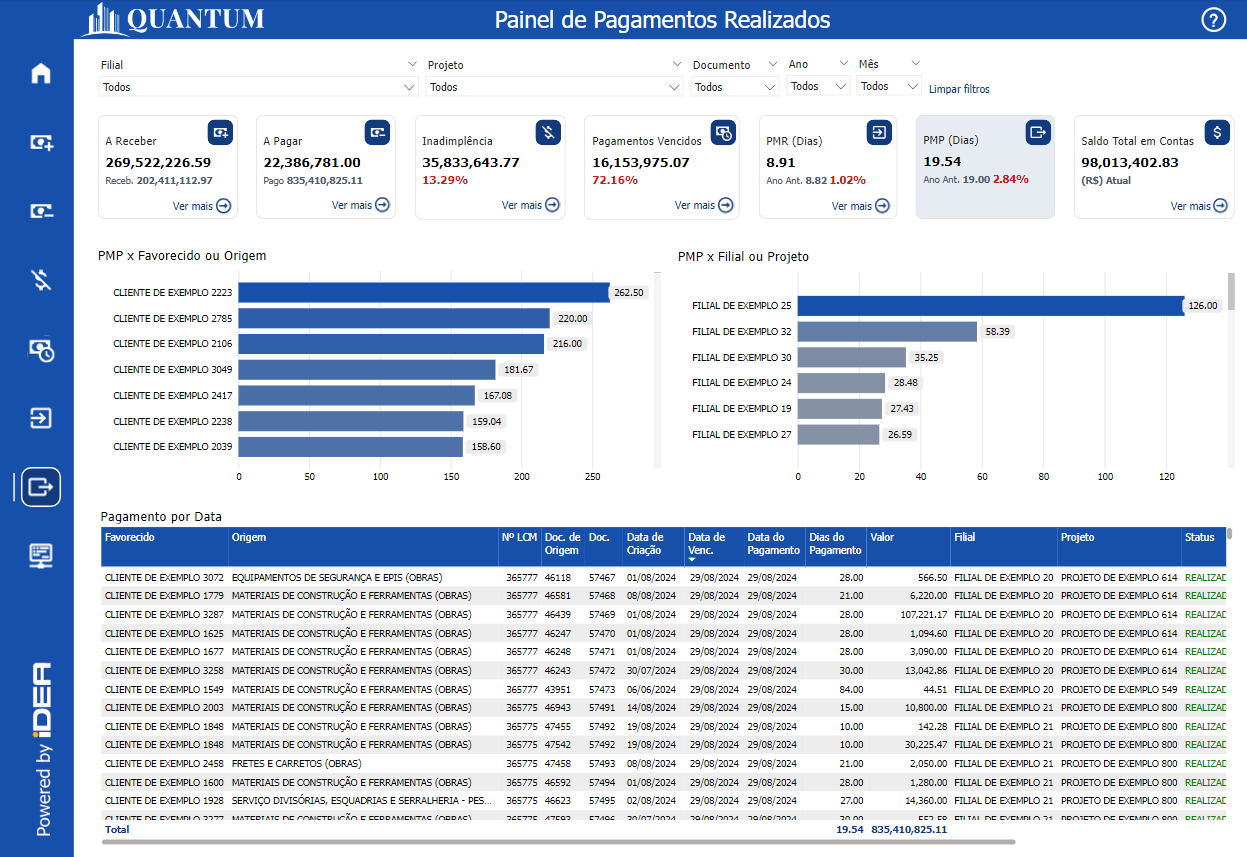 QUANTUM
Painel de Pagamentos Realizados
?
Filial
Projeto
Documento
Ano
Mês
Todos
Todos
Todos
Todos
Todos
Limpar filtros
A Receber
269,522,226.59
Receb. 202,411,112.97
Ver mais
A Pagar
22,386,781.00
Pago 835,410,825.11
Ver mais
Inadimplência
35,833,643.77
13.29%
Ver mais
Pagamentos Vencidos
16,153,975.07
72.16%
Ver mais
PMR (Dias)
8.91
Ano Ant. 8.82 1.02%
Ver mais
PMP (Dias)
19.54
Ano Ant. 19.00 2.84%
$
Saldo Total em Contas
98,013,402.83
(R$) Atual
Ver mais
PMP x Favorecido ou Origem
CLIENTE DE EXEMPLO 2223 262.50
CLIENTE DE EXEMPLO 2785 220.00
CLIENTE DE EXEMPLO 2106 216.00
CLIENTE DE EXEMPLO 3049 181.67
CLIENTE DE EXEMPLO 2417 167.08
CLIENTE DE EXEMPLO 2238 159.04
CLIENTE DE EXEMPLO 2039 158.60
0 50 100 150 200 250
PMP x Filial ou Projeto
FILIAL DE EXEMPLO 25 126.00
FILIAL DE EXEMPLO 32 58.39
FILIAL DE EXEMPLO 30 35.25
FILIAL DE EXEMPLO 24 28.48
FILIAL DE EXEMPLO 19 27.43
FILIAL DE EXEMPLO 27 26.59
0 20 40 60 80 100 120
Pagamento por Data
Favorecido Origem Nº LCM Doc. de Origem Doc. Data de Criação Data de Venc. Data do Pagamento Dias do Pagamento Valor Filial Projeto Status
CLIENTE DE EXEMPLO 3072 EQUIPAMENTOS DE SEGURANÇA E EPIS (OBRAS) 365777 46118 57467 01/08/2024 29/08/2024 29/08/2024 28.00 566.50 FILIAL DE EXEMPLO 20 PROJETO DE EXEMPLO 614 REALIZAD
CLIENTE DE EXEMPLO 1779 MATERIAIS DE CONSTRUÇÃO E FERRAMENTAS (OBRAS) 365777 46581 57468 08/08/2024 29/08/2024 29/08/2024 21.00 6,220.00 FILIAL DE EXEMPLO 20 PROJETO DE EXEMPLO 614 REALIZAD
CLIENTE DE EXEMPLO 3287 MATERIAIS DE CONSTRUÇÃO E FERRAMENTAS (OBRAS) 365777 46439 57469 01/08/2024 29/08/2024 29/08/2024 28.00 107,221.17 FILIAL DE EXEMPLO 20 PROJETO DE EXEMPLO 614 REALIZAD
CLIENTE DE EXEMPLO 1625 MATERIAIS DE CONSTRUÇÃO E FERRAMENTAS (OBRAS) 365777 46247 57470 01/08/2024 29/08/2024 29/08/2024 28.00 1,094.60 FILIAL DE EXEMPLO 20 PROJETO DE EXEMPLO 614 REALIZAD
CLIENTE DE EXEMPLO 1677 MATERIAIS DE CONSTRUÇÃO E FERRAMENTAS (OBRAS) 365777 46248 57471 01/08/2024 29/08/2024 29/08/2024 28.00 3,090.00 FILIAL DE EXEMPLO 20 PROJETO DE EXEMPLO 614 REALIZAD
CLIENTE DE EXEMPLO 3258 MATERIAIS DE CONSTRUÇÃO E FERRAMENTAS (OBRAS) 365777 46243 57472 30/07/2024 29/08/2024 29/08/2024 30.00 13,042.86 FILIAL DE EXEMPLO 20 PROJETO DE EXEMPLO 614 REALIZAD
CLIENTE DE EXEMPLO 1549 MATERIAIS DE CONSTRUÇÃO E FERRAMENTAS (OBRAS) 365777 43951 57473 06/06/2024 29/08/2024 29/08/2024 84.00 44.51 FILIAL DE EXEMPLO 20 PROJETO DE EXEMPLO 549 REALIZAD
CLIENTE DE EXEMPLO 2003 MATERIAIS DE CONSTRUÇÃO E FERRAMENTAS (OBRAS) 365775 46943 57491 14/08/2024 29/08/2024 29/08/2024 15.00 10,800.00 FILIAL DE EXEMPLO 21 PROJETO DE EXEMPLO 800 REALIZAD
CLIENTE DE EXEMPLO 1848 MATERIAIS DE CONSTRUÇÃO E FERRAMENTAS (OBRAS) 365775 47455 57492 19/08/2024 29/08/2024 29/08/2024 10.00 142.28 FILIAL DE EXEMPLO 21 PROJETO DE EXEMPLO 800 REALIZAD
CLIENTE DE EXEMPLO 1848 MATERIAIS DE CONSTRUÇÃO E FERRAMENTAS (OBRAS) 365775 47542 57492 19/08/2024 29/08/2024 29/08/2024 10.00 30,225.47 FILIAL DE EXEMPLO 21 PROJETO DE EXEMPLO 800 REALIZAD
CLIENTE DE EXEMPLO 2458 FRETES E CARRETOS (OBRAS) 365775 47458 57493 08/08/2024 29/08/2024 29/08/2024 21.00 2,050.00 FILIAL DE EXEMPLO 21 PROJETO DE EXEMPLO 800 REALIZAD
CLIENTE DE EXEMPLO 1600 MATERIAIS DE CONSTRUÇÃO E FERRAMENTAS (OBRAS) 365775 46592 57494 01/08/2024 29/08/2024 29/08/2024 28.00 1,280.00 FILIAL DE EXEMPLO 21 PROJETO DE EXEMPLO 800 REALIZAD
CLIENTE DE EXEMPLO 1928 SERVIÇO DIVISÓRIAS, ESQUADRIAS E SERRALHERIA - PES... 365775 46623 57495 02/08/2024 29/08/2024 29/08/2024 27.00 14,360.00 FILIAL DE EXEMPLO 21 PROJETO DE EXEMPLO 800 REALIZAD
CLIENTE DE EXEMPLO 3277 MATERIAIS DE CONSTRUÇÃO E FERRAMENTAS (OBRAS) 365775 47593 57496 30/07/2024 29/08/2024 29/08/2024 30.00 552.58 FILIAL DE EXEMPLO 21 PROJETO DE EXEMPLO 800
Total 19.54 835,410,825.11
Powered by iDEA